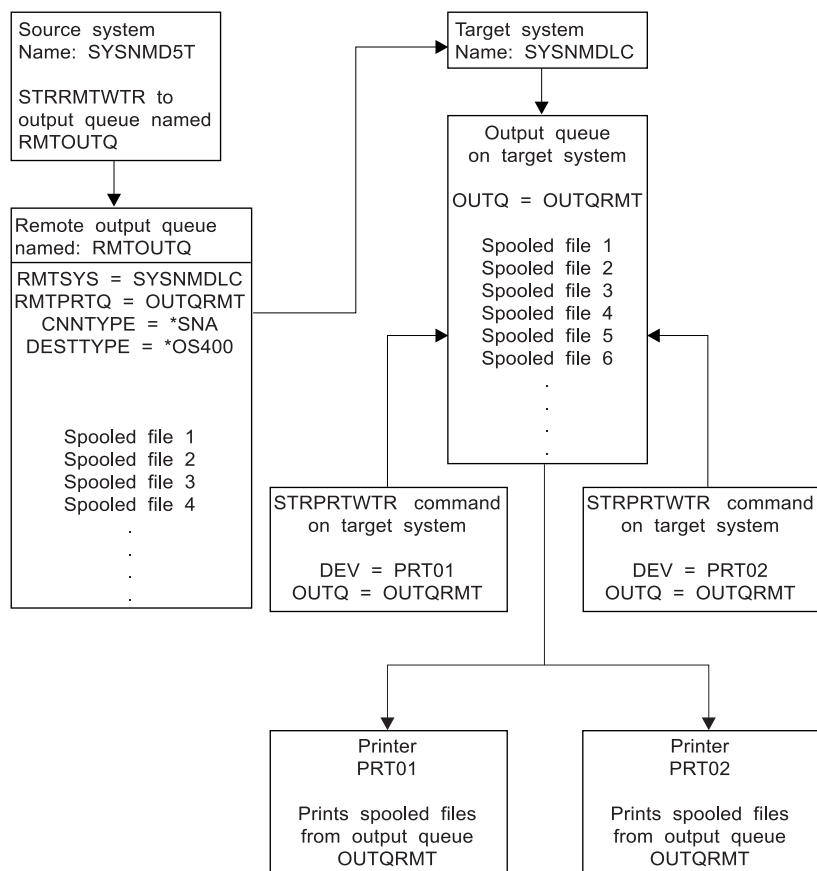 Source system
Name: SYSNMD5T
STRRMTWTR to
output queue named
RMTOUTQ
Remote output queue
named: RMTOUTQ
RMTSYS = SYSNMDLC
RMTPRTQ = OUTQRMT
CNNTYPE = *SNA
DESTTYPE = *OS400
Spooled file 1
Spooled file 2
Spooled file 3
Spooled file 4
.
.
.
.
Target system
Name: SYSNMDLC
Output queue
on target system
OUTQ = OUTQRMT
Spooled file 1
Spooled file 2
Spooled file 3
Spooled file 4
Spooled file 5
Spooled file 6
.
.
.
.
STRPRTWTR command
on target system
DEV = PRT01
OUTQ = OUTQRMT
STRPRTWTR command
on target system
DEV = PRT02
OUTQ = OUTQRMT
Printer
PRT01
Prints spooled files
from output queue
OUTQRMT
Printer
PRT02
Prints spooled files
from output queue
OUTQRMT